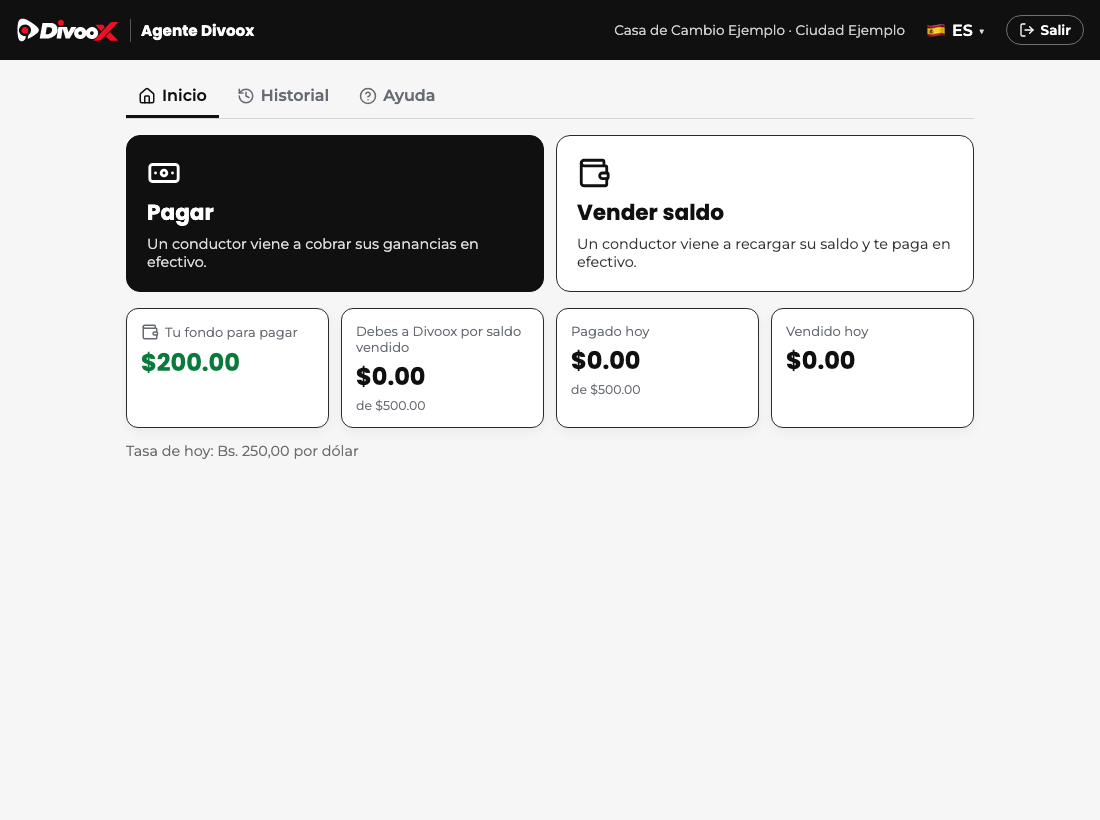 DivooX
Agente Divoox
Casa de Cambio Ejemplo · Ciudad Ejemplo
ES
Salir
Inicio
Historial
Ayuda
Pagar
Un conductor viene a cobrar sus ganancias en
efectivo.
Vender saldo
Un conductor viene a recargar su saldo y te paga en
efectivo.
Tu fondo para pagar
$200.00
Debes a Divoox por saldo
vendido
$0.00
de $500.00
Pagado hoy
$0.00
de $500.00
Vendido hoy
$0.00
Tasa de hoy: Bs. 250,00 por dólar